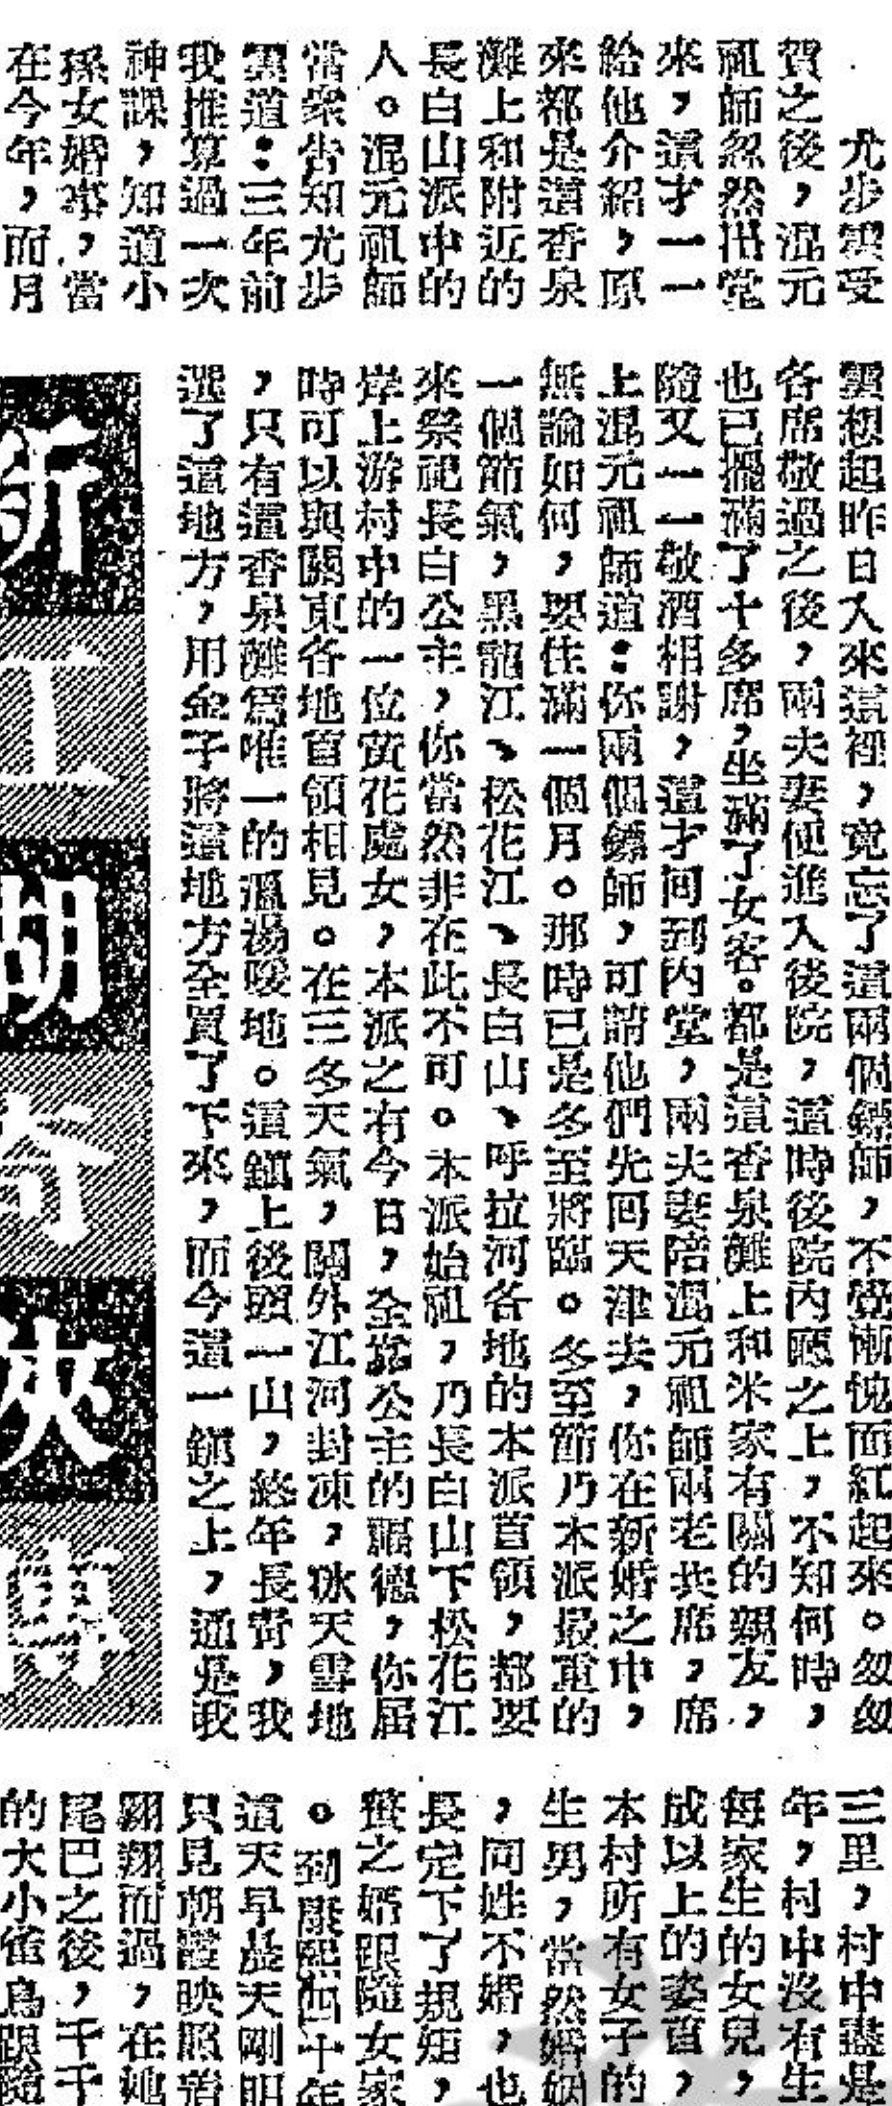 尤步雲受
賀之後，混元
祖師忽然出堂
來，這才一一
給他介紹，原
來都是這香泉
灘上和附近的
長白山派中的
人。混元祖師
當衆告知尤步
雲道：三年前
我推算過一次
神課，知道小
孫女婚事，當
在今年，而月
雲想起昨日入來這裡，竟忘了這兩個鏢師，不覺慚愧面紅起來。匆匆
各席敬過之後，兩夫妻便進入後院，這時後院內廳之上，不知何時，
也已擺滿了十多席，坐滿了女客。都是這香泉灘上和米家有關的親友，
隨又一一敬酒相謝，這才回到內堂，兩夫妻陪混元祖師兩老共席，席
上混元祖師道：你兩個鏢師，可請他們先回天津去，你在新婚之中，
無論如何，要住滿一個月。那時已是冬至將臨。冬至節乃本派最重的
一個節氣，黑龍江、松花江、長白山、呼拉河各地的本派首領，都要
來祭祀長白公主，你當然非在此不可。本派始祖，乃長白山下松花江
岸上游村中的一位黃花處女，本派之有今日，全靠公主的福德，你屆
時可以與關東各地首領相見。在三冬天氣，關外江河封凍，冰天雪地
，只有這香泉灘爲唯一的溫湯暖地。這鎮上後頭一山，終年長青，我
選了這地方，用金子將這地方全買了下來，而今這一鎮之上，通是我
江湖奇俠傳
三里，村中盡是
年，村中沒有生
每家生的女兒，
成以上的姿首，
本村所有女子的
生男，當然婚姻
，同姓不婚，也
長定下了規矩，
贅之婿跟隨女家
。到康熙四十年
這天早晨天剛明
只見朝霞映照着
翱翔而過，在她
尾巴之後，千千
的大小雀鳥跟隨